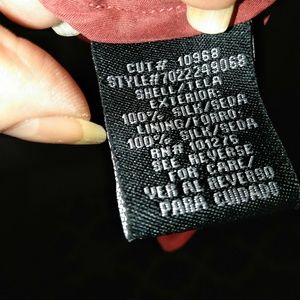 CUT# 10968
STYLE#7022249068
SHELL/TELA
EXTERIOR:
100% SILK/SEDA
LINING/FORRO:
100% SILK/SEDA
RN# 101276
SEE REVERSE
FOR CARE/
VER AL REVERSO
PARA CUIDADO